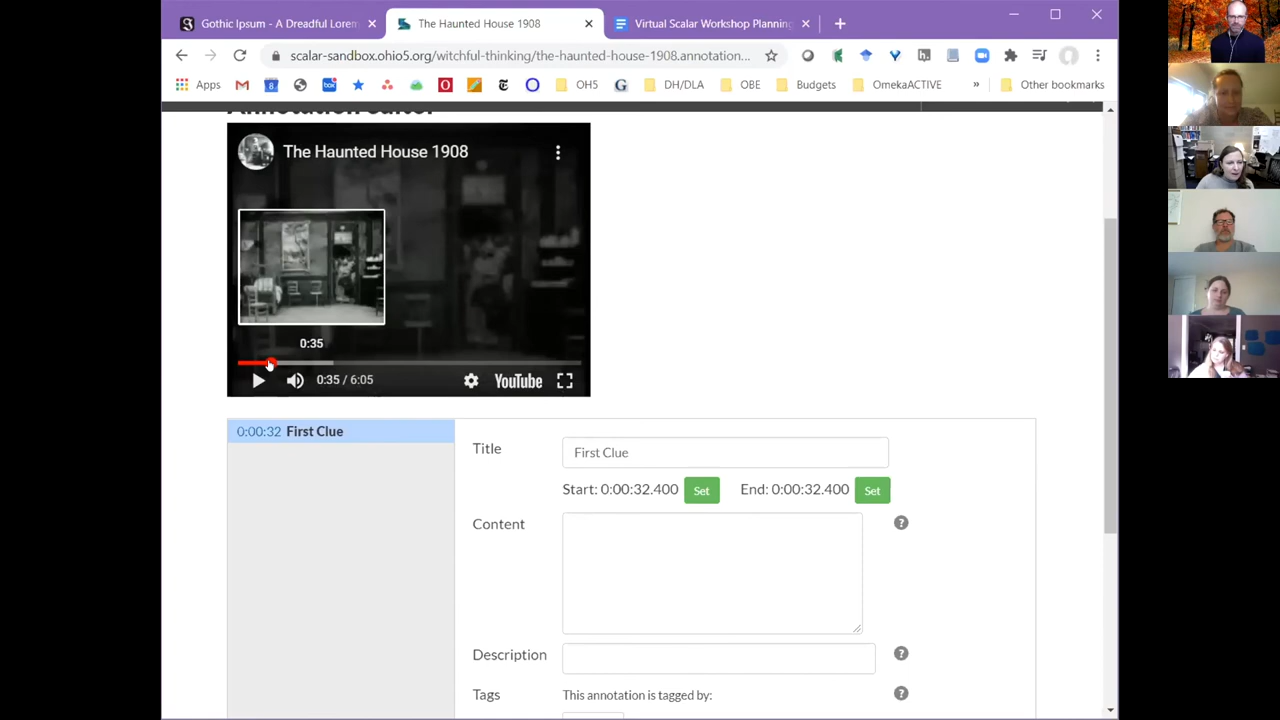 Gothic Ipsum - A Dreadful Lorem
The Haunted House 1908
Virtual Scalar Workshop Planning
scalar-sandbox.ohio5.org/witchful-thinking/the-haunted-house-1908.annotation...
Apps
OH5
DH/DLA
OBE
Budgets
OmekaACTIVE
»
Other bookmarks
Annotation editor
The Haunted House 1908
0:35
0:35 / 6:05
YouTube
0:00:32 First Clue
Title
First Clue
Start: 0:00:32.400 Set
End: 0:00:32.400 Set
Content
?
Description
?
Tags
This annotation is tagged by:
?